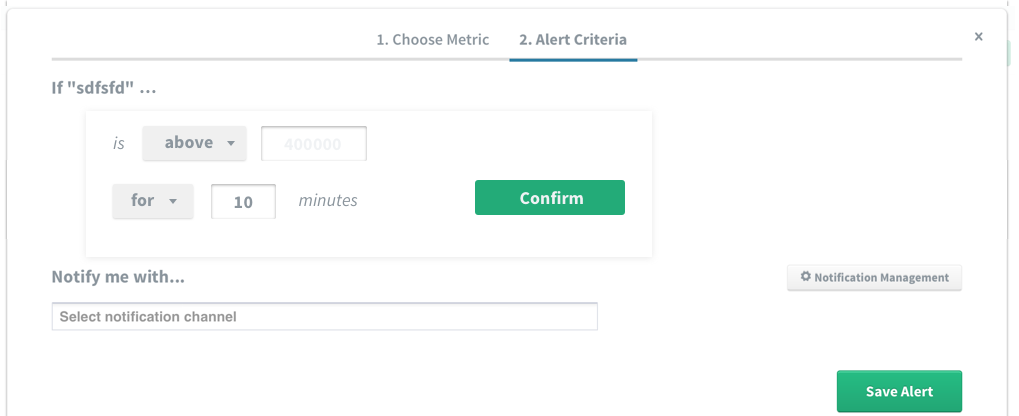 1. Choose Metric 2. Alert Criteria x
If "sdfsfd" ...
is above 400000
for 10 minutes Confirm
Notify me with...
Notification Management
Select notification channel
Save Alert